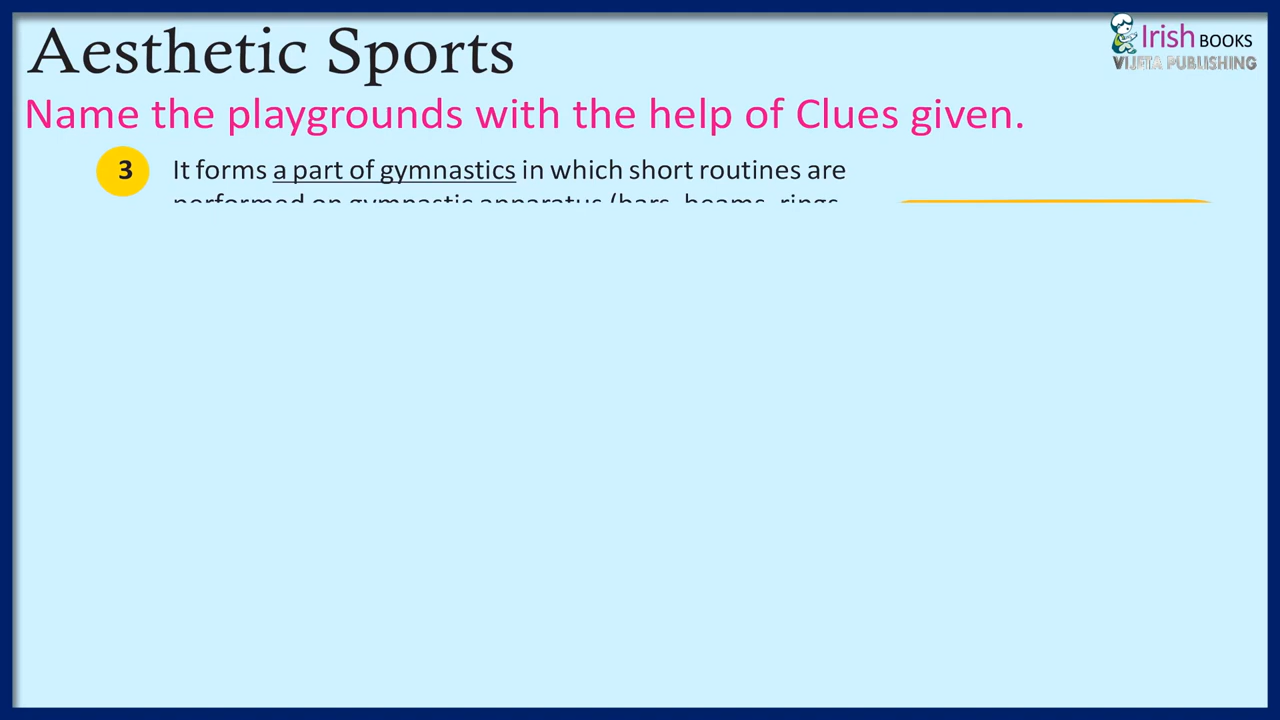 Aesthetic Sports
Irish BOOKS
VIJETA PUBLISHING
Name the playgrounds with the help of Clues given.
3 It forms a part of gymnastics in which short routines are
performed on gymnastic apparatus (bars, beams, rings,